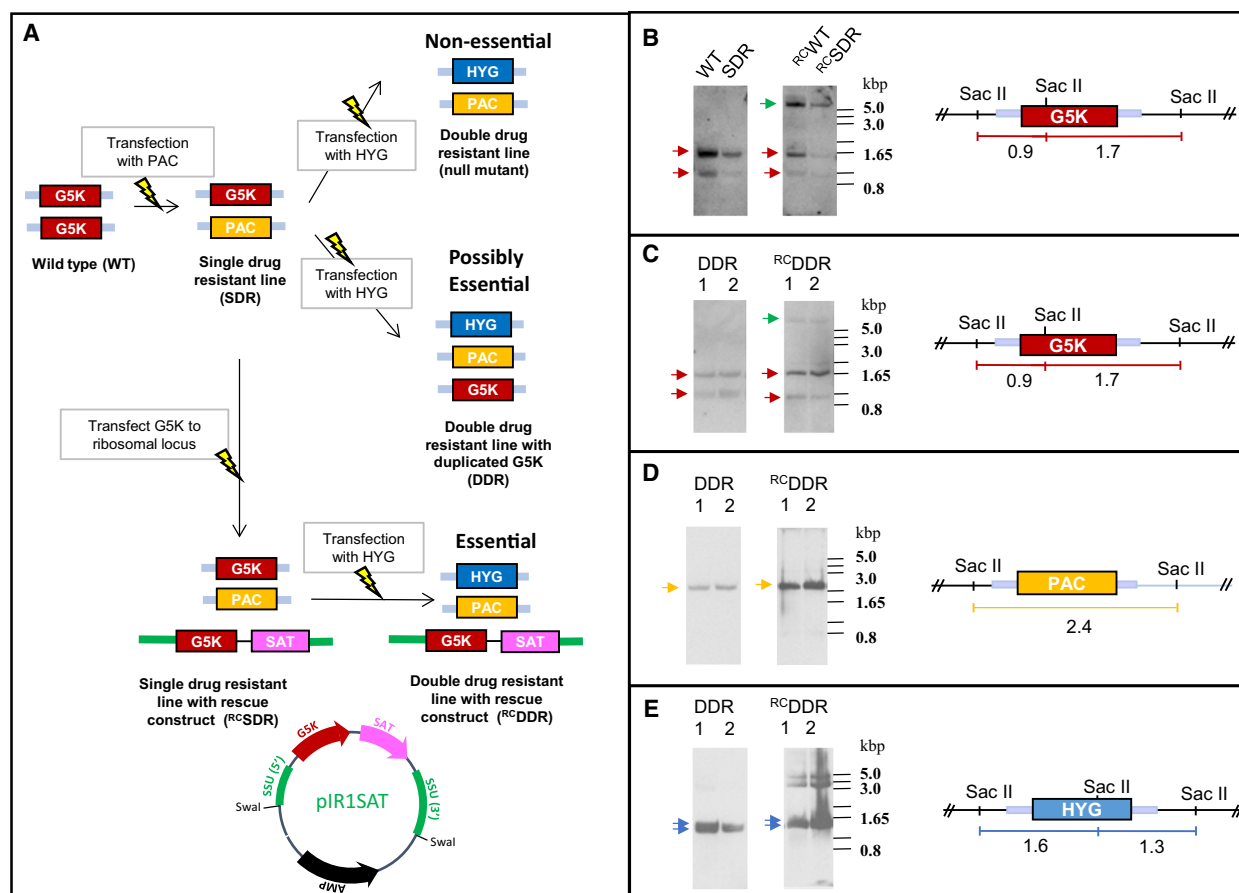 A
Non-essential
HYG
PAC
Double drug
resistant line
(null mutant)
Transfection
with PAC
Transfection
with HYG
G5K
G5K
Wild type (WT)
G5K
PAC
Single drug
resistant line
(SDR)
Transfection
with HYG
Possibly
Essential
HYG
PAC
G5K
Double drug
resistant line with
duplicated G5K
(DDR)
Transfect G5K to
ribosomal locus
Transfection
with HYG
Essential
G5K
PAC
G5K
SAT
HYG
PAC
G5K
SAT
Single drug resistant
line with rescue
construct (RCSDR)
Double drug resistant
line with rescue
construct (RCDDR)
G5K
SAT
SSU (5')
SSU (3')
SwaI
SwaI
pIR1SAT
AMP
B
WT
SDR
RCWT
RCSDR
kbp
5.0
3.0
1.65
0.8
Sac II
Sac II
Sac II
G5K
0.9
1.7
C
DDR
1 2
RCDDR
1 2
kbp
5.0
3.0
1.65
0.8
Sac II
Sac II
Sac II
G5K
0.9
1.7
D
DDR
1 2
RCDDR
1 2
kbp
5.0
3.0
1.65
0.8
Sac II
Sac II
PAC
2.4
E
DDR
1 2
RCDDR
1 2
kbp
5.0
3.0
1.65
0.8
Sac II
Sac II
Sac II
HYG
1.6
1.3